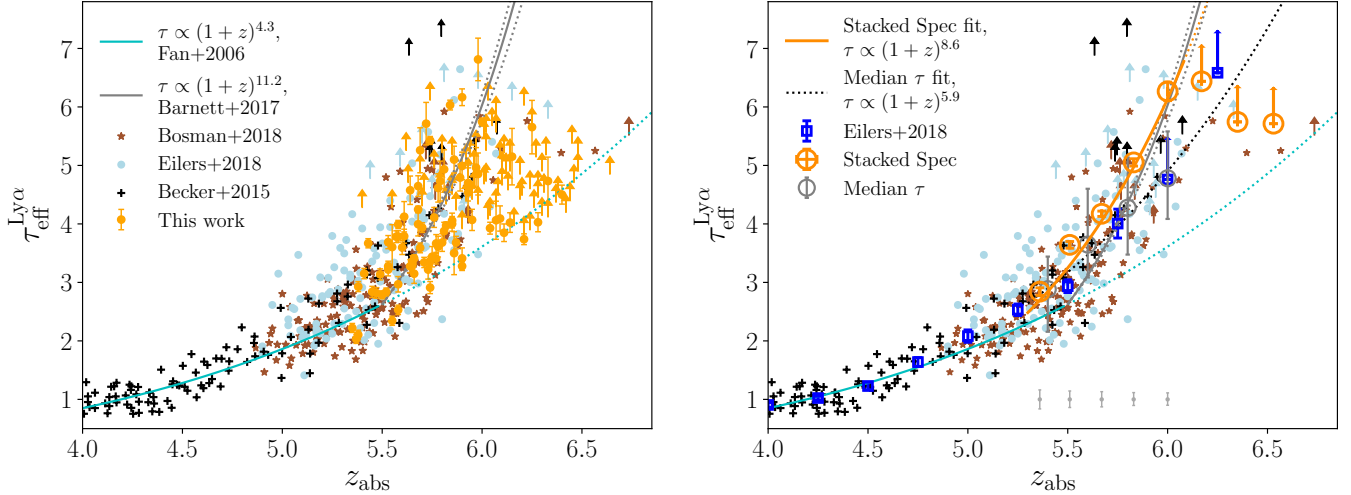 τ ∝ (1 + z)^4.3,
Fan+2006
τ ∝ (1 + z)^11.2,
Barnett+2017
Bosman+2018
Eilers+2018
Becker+2015
This work
7
6
5
4
3
2
1
τ_eff^Lyα
4.0 4.5 5.0 5.5 6.0 6.5
z_abs
Stacked Spec fit,
τ ∝ (1 + z)^8.6
Median τ fit,
τ ∝ (1 + z)^5.9
Eilers+2018
Stacked Spec
Median τ
7
6
5
4
3
2
1
τ_eff^Lyα
4.0 4.5 5.0 5.5 6.0 6.5
z_abs